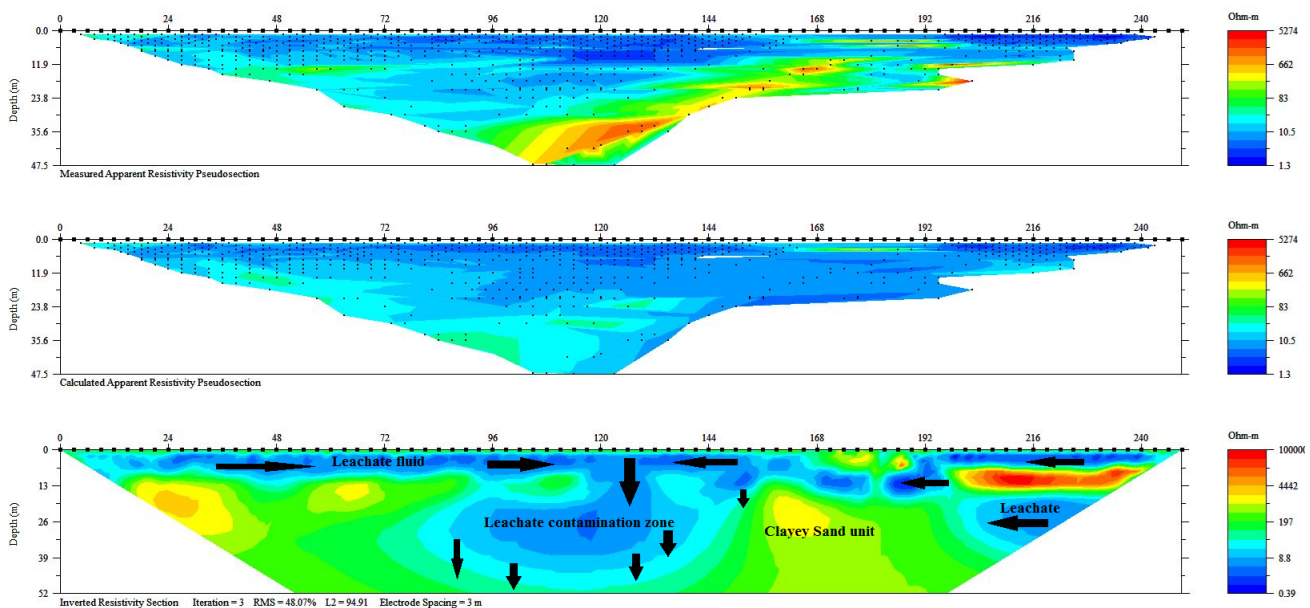 0 24 48 72 96 120 144 168 192 216 240
Ohm-m
0.0
11.9
23.8
35.6
47.5
Depth (m)
5274
662
83
10.5
1.3
Measured Apparent Resistivity Pseudosection
0 24 48 72 96 120 144 168 192 216 240
Ohm-m
0.0
11.9
23.8
35.6
47.5
Depth (m)
5274
662
83
10.5
1.3
Calculated Apparent Resistivity Pseudosection
0 24 48 72 96 120 144 168 192 216 240
Ohm-m
0
13
26
39
52
Depth (m)
Leachate fluid
Leachate contamination zone
Clayey Sand unit
Leachate
100000
4442
197
8.8
0.39
Inverted Resistivity Section Iteration = 3 RMS = 48.07% L2 = 94.91 Electrode Spacing = 3 m